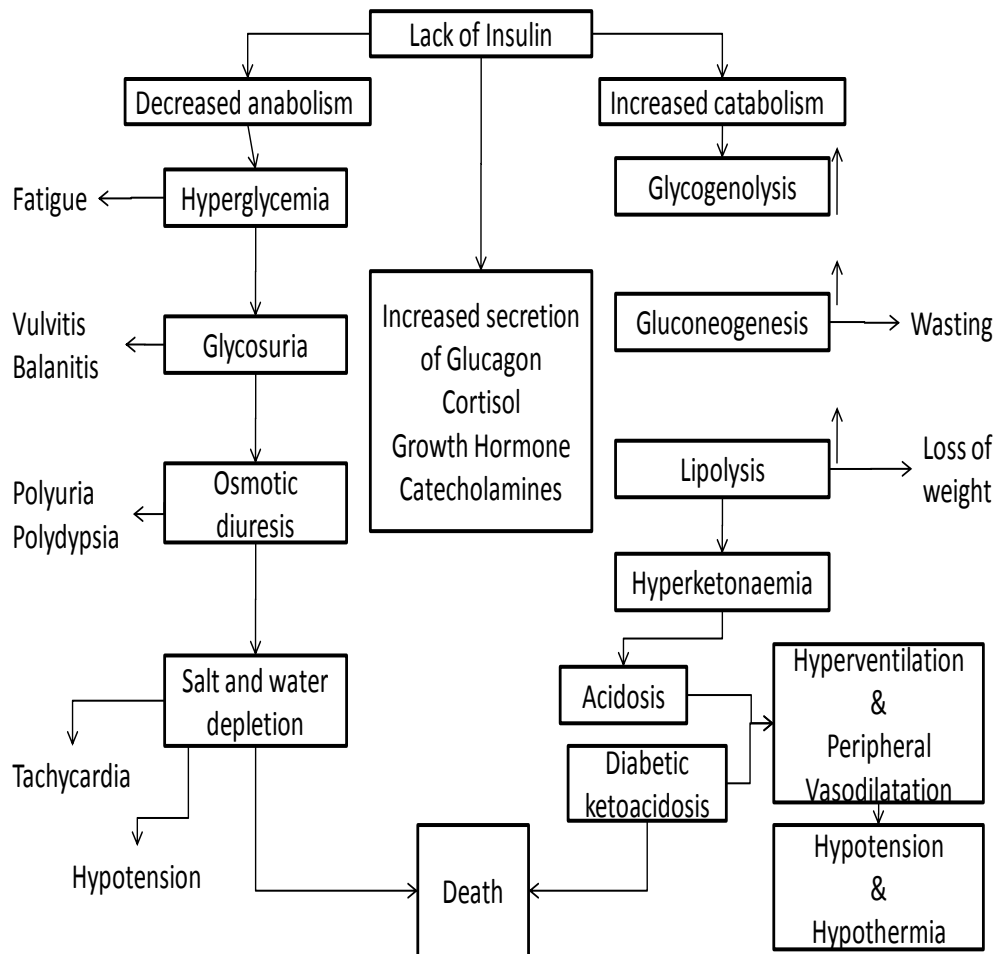 Lack of Insulin
Decreased anabolism
Increased catabolism
Glycogenolysis
Fatigue
Hyperglycemia
Increased secretion
of Glucagon
Cortisol
Growth Hormone
Catecholamines
Gluconeogenesis
Wasting
Vulvitis
Balanitis
Glycosuria
Lipolysis
Loss of
weight
Polyuria
Polydypsia
Osmotic
diuresis
Hyperketonaemia
Salt and water
depletion
Acidosis
Hyperventilation
&
Peripheral
Vasodilatation
Tachycardia
Diabetic
ketoacidosis
Hypotension
Death
Hypotension
&
Hypothermia